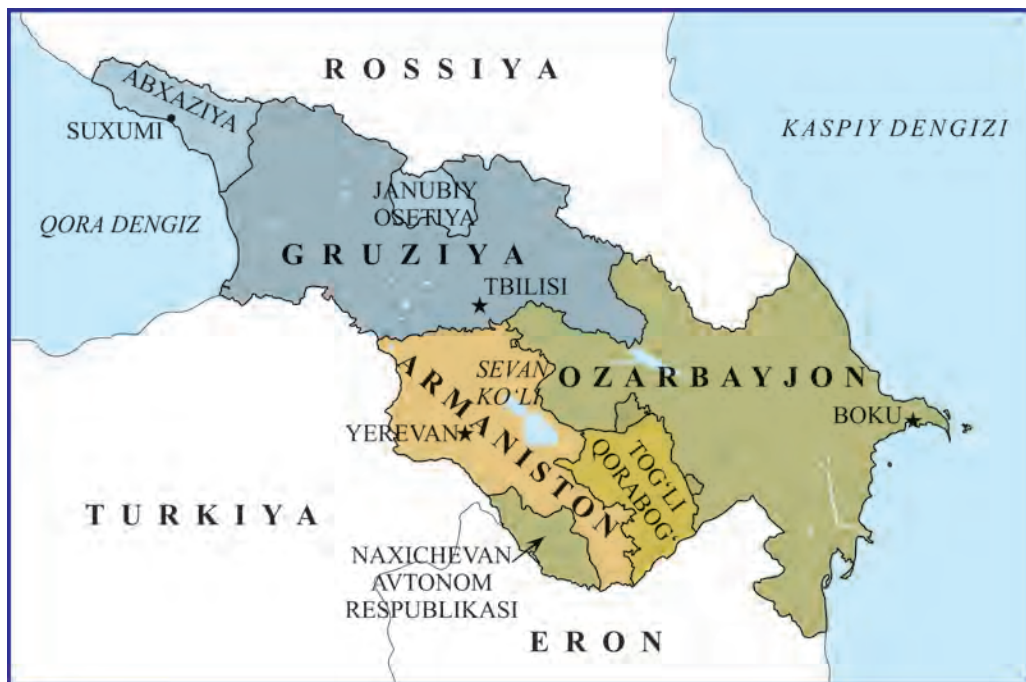 ROSSIYA
ABXAZIYA
SUXUMI
KASPIY DENGIZI
JANUBIY
OSETIYA
QORA DENGIZ
GRUZIYA
TBILISI
SEVAN
KO‘LI
OZARBAYJON
ARMANISTON
BOKU
YEREVAN
TOG‘LI
QORABOG‘
TURKIYA
NAXICHEVAN
AVTONOM
RESPUBLIKASI
ERON